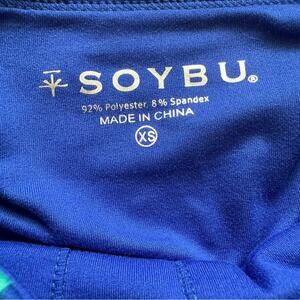 SOYBU®
92% Polyester, 8% Spandex
MADE IN CHINA
XS